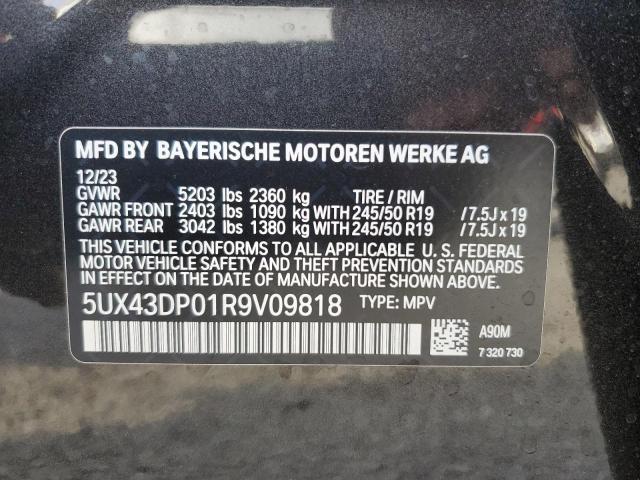 MFD BY BAYERISCHE MOTOREN WERKE AG
12/23
GVWR 5203 lbs 2360 kg TIRE / RIM
GAWR FRONT 2403 lbs 1090 kg WITH 245/50 R19 /7.5J x 19
GAWR REAR 3042 lbs 1380 kg WITH 245/50 R19 /7.5J x 19
THIS VEHICLE CONFORMS TO ALL APPLICABLE U. S. FEDERAL
MOTOR VEHICLE SAFETY AND THEFT PREVENTION STANDARDS
IN EFFECT ON THE DATE OF MANUFACTURE SHOWN ABOVE.
5UX43DP01R9V09818 TYPE: MPV
A90M
7 320 730